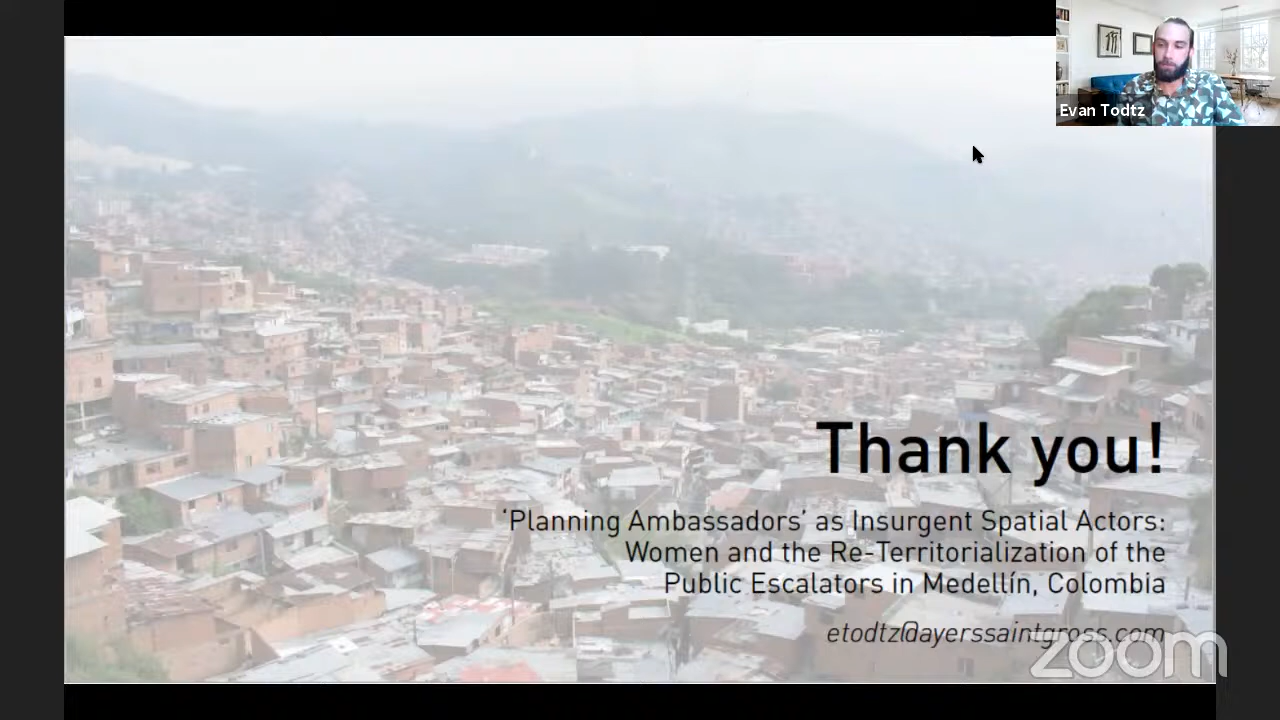 Evan Todtz
Thank you!
‘Planning Ambassadors’ as Insurgent Spatial Actors:
Women and the Re-Territorialization of the
Public Escalators in Medellín, Colombia
etodtz@ayerssaintgross.com
zoom